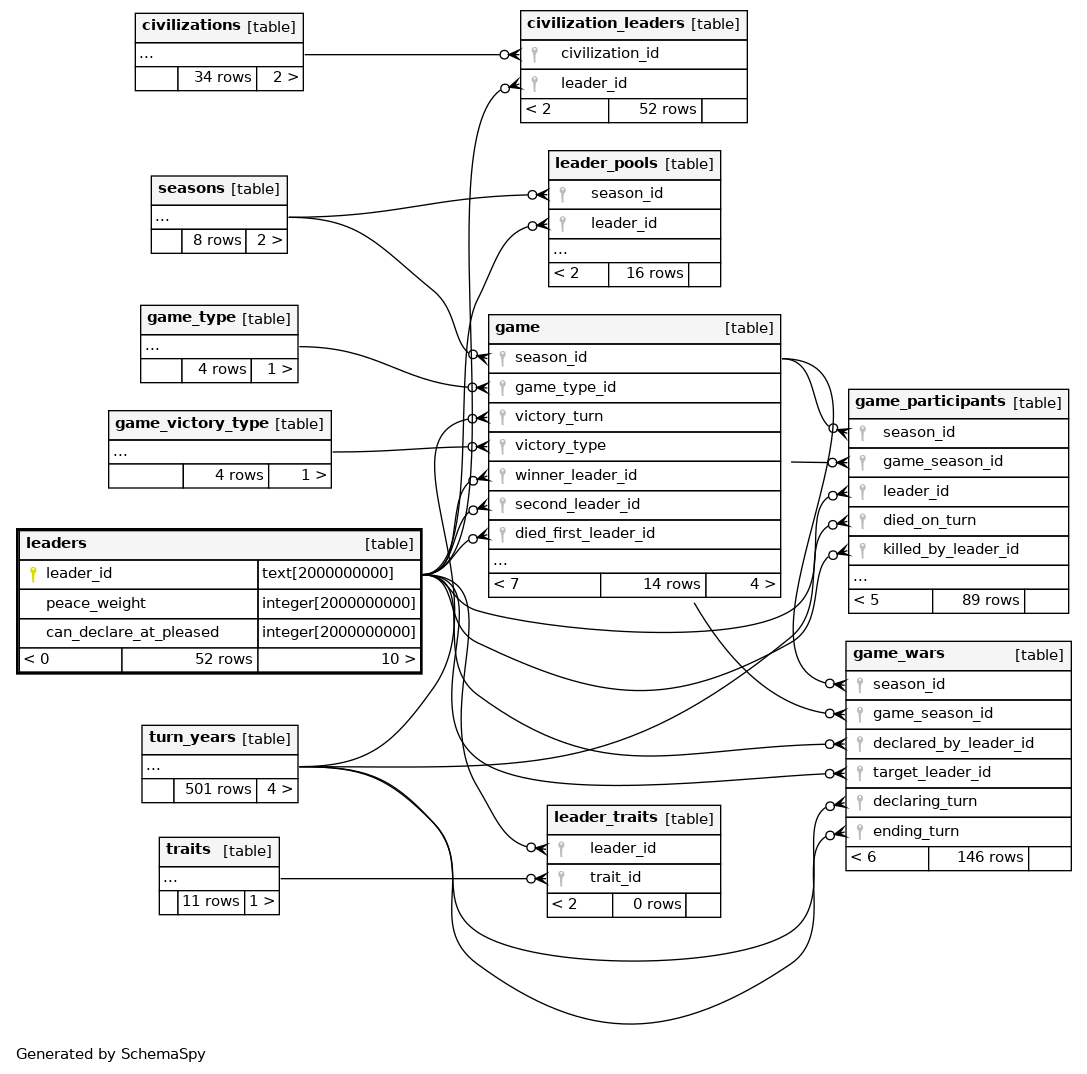 civilizations [table]
...
34 rows 2 >
civilization_leaders [table]
civilization_id
leader_id
< 2 52 rows
leader_pools [table]
season_id
leader_id
...
< 2 16 rows
seasons [table]
...
8 rows 2 >
game_type [table]
...
4 rows 1 >
game_victory_type [table]
...
4 rows 1 >
game [table]
season_id
game_type_id
victory_turn
victory_type
winner_leader_id
second_leader_id
died_first_leader_id
...
< 7 14 rows 4 >
game_participants [table]
season_id
game_season_id
leader_id
died_on_turn
killed_by_leader_id
...
< 5 89 rows
leaders [table]
leader_id text[2000000000]
peace_weight integer[2000000000]
can_declare_at_pleased integer[2000000000]
< 0 52 rows 10 >
game_wars [table]
season_id
game_season_id
declared_by_leader_id
target_leader_id
declaring_turn
ending_turn
< 6 146 rows
turn_years [table]
...
501 rows 4 >
traits [table]
...
11 rows 1 >
leader_traits [table]
leader_id
trait_id
< 2 0 rows
Generated by SchemaSpy